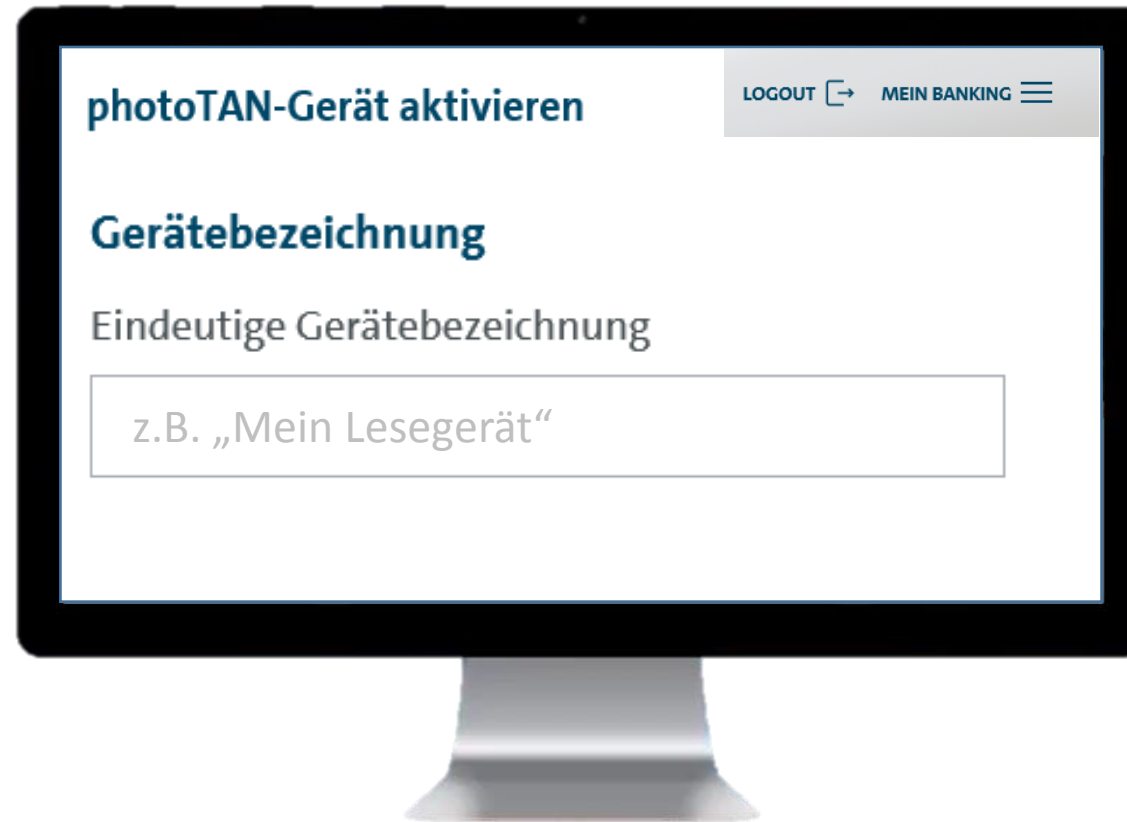 photoTAN-Gerät aktivieren
LOGOUT MEIN BANKING
Gerätebezeichnung
Eindeutige Gerätebezeichnung
z.B. „Mein Lesegerät“